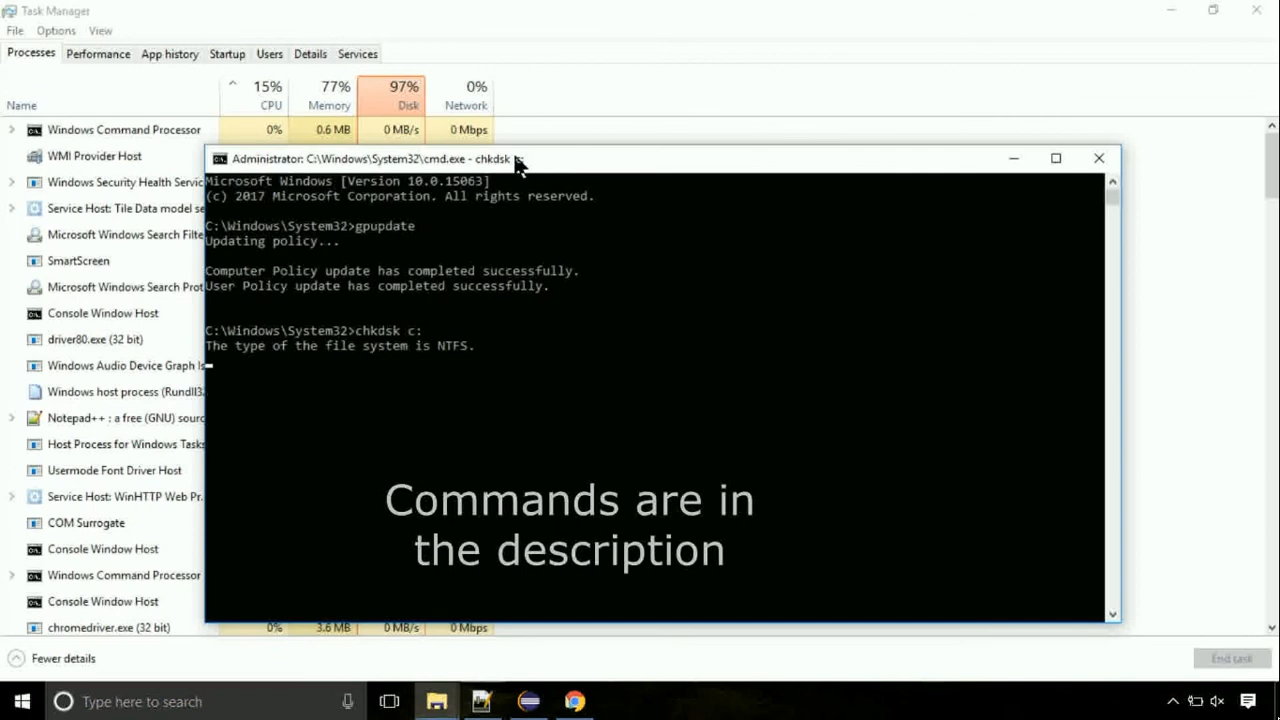 Task Manager
File Options View
Processes Performance App history Startup Users Details Services
15% 77% 97% 0%
Name CPU Memory Disk Network
Windows Command Processor 0% 0.6 MB 0 MB/s 0 Mbps
WMI Provider Host
Windows Security Health Servic
Service Host: Tile Data model se
Microsoft Windows Search Filte
SmartScreen
Microsoft Windows Search Prot
Console Window Host
driver80.exe (32 bit)
Windows Audio Device Graph Is
Windows host process (Rundll32.
Notepad++ : a free (GNU) sourc
Host Process for Windows Tasks
Usermode Font Driver Host
Service Host: WinHTTP Web Pr...
COM Surrogate
Console Window Host
Windows Command Processor
Console Window Host
chromedriver.exe (32 bit) 0% 3.6 MB 0 MB/s 0 Mbps
Administrator: C:\Windows\System32\cmd.exe - chkdsk c:
Microsoft Windows [Version 10.0.15063]
(c) 2017 Microsoft Corporation. All rights reserved.
C:\Windows\System32>gpupdate
Updating policy...
Computer Policy update has completed successfully.
User Policy update has completed successfully.
C:\Windows\System32>chkdsk c:
The type of the file system is NTFS.
Commands are in
the description
Fewer details End task
Type here to search